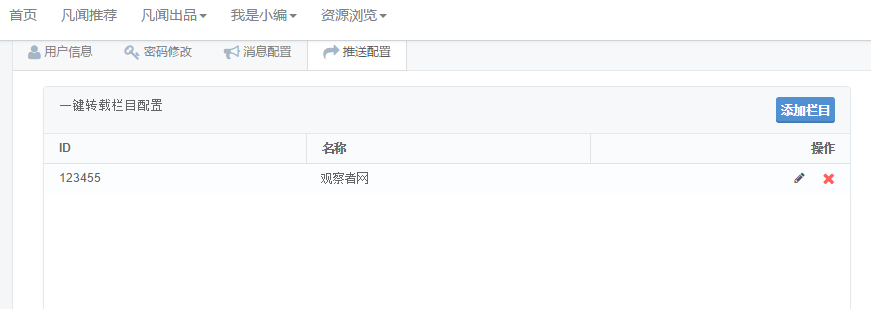 首页 凡闻推荐 凡闻出品 我是小编 资源浏览
用户信息 密码修改 消息配置 推送配置
一键转载栏目配置 添加栏目
ID 名称 操作
123455 观察者网